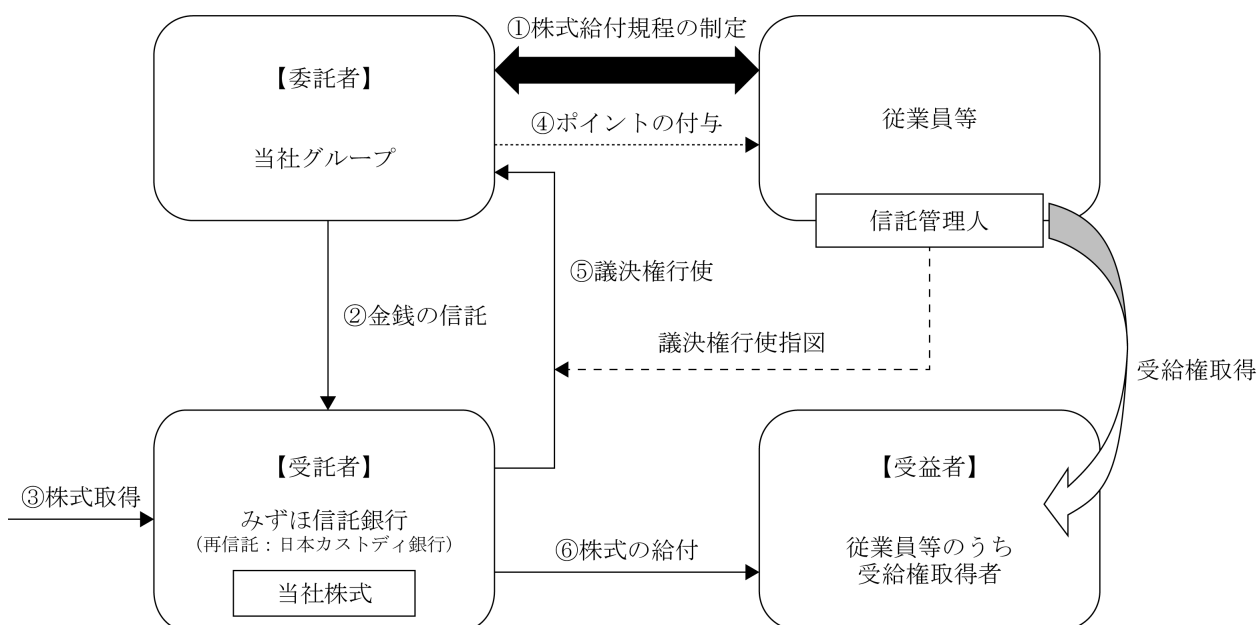 ①株式給付規程の制定
【委託者】
当社グループ
従業員等
④ポイントの付与
信託管理人
⑤議決権行使
②金銭の信託
議決権行使指図
受給権取得
【受託者】
みずほ信託銀行
(再信託：日本カストディ銀行)
当社株式
③株式取得
⑥株式の給付
【受益者】
従業員等のうち
受給権取得者